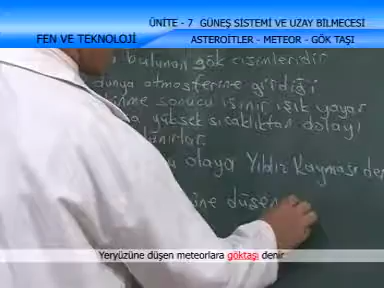 ÜNİTE - 7 GÜNEŞ SİSTEMİ VE UZAY BİLMECESİ
FEN VE TEKNOLOJİ
ASTEROİTLER - METEOR - GÖK TAŞI
bulunan gök cisimleridir
dünya atmosferine girdiği
sonucu ışınır ışık yayar
yüksek sıcaklıktan dolayı
olaya Yıldız Kayması
düşen
Yeryüzüne düşen meteorlara göktaşı denir